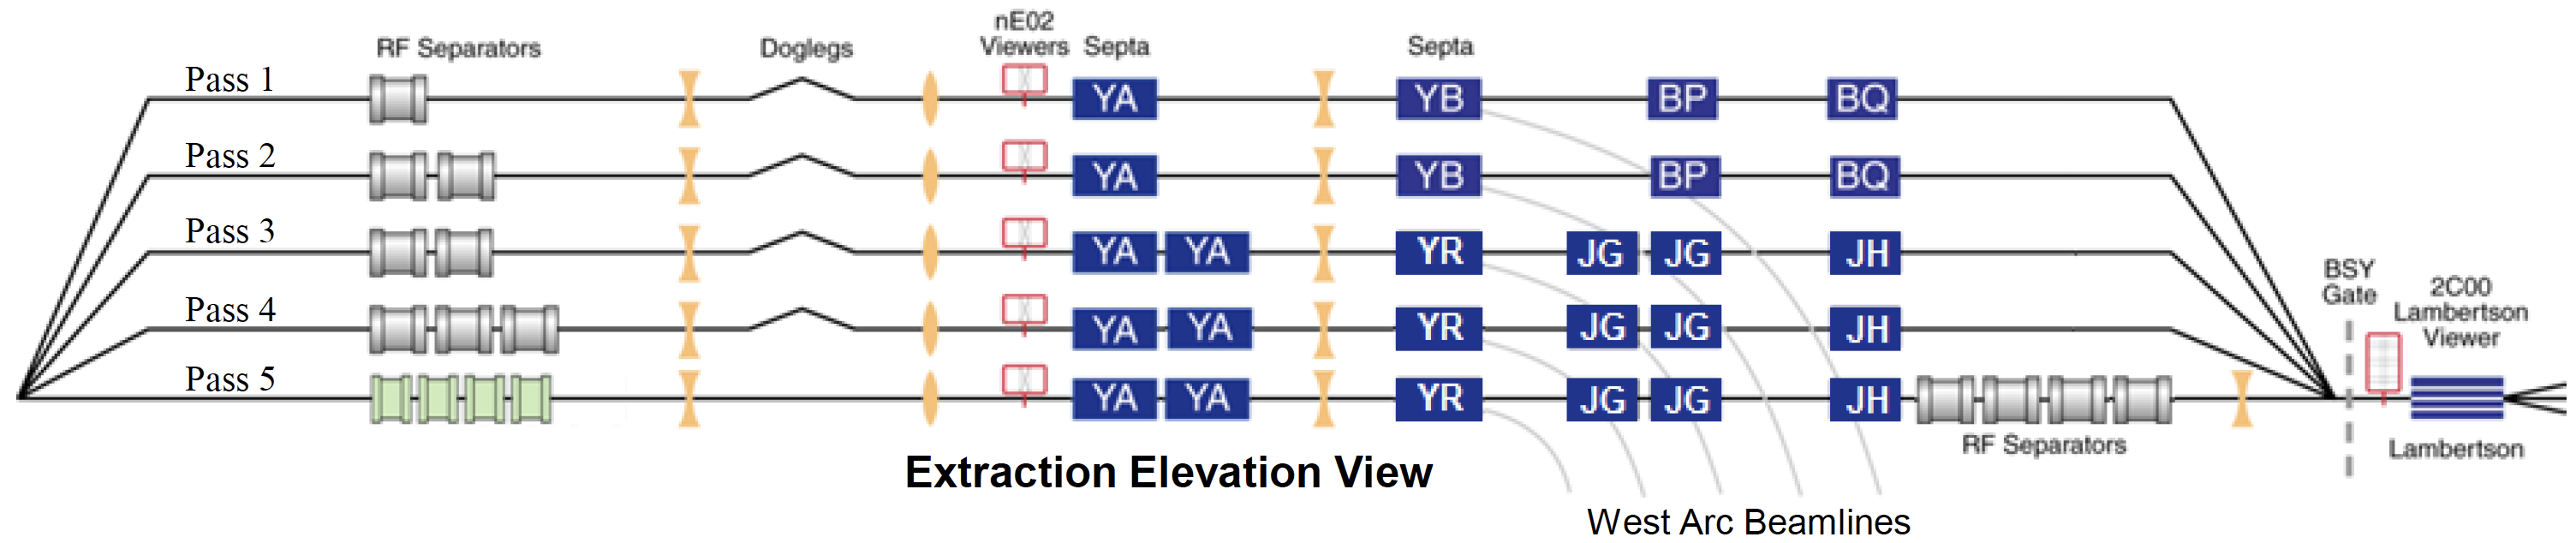 nE02
RF Separators Doglegs Viewers Septa Septa
Pass 1 YA YB BP BQ
Pass 2 YA YB BP BQ
Pass 3 YA YA YR JG JG JH
BSY
Gate
2C00
Lambertson
Viewer
Pass 4 YA YA YR JG JG JH
Pass 5 YA YA YR JG JG JH
RF Separators
Lambertson
Extraction Elevation View
West Arc Beamlines